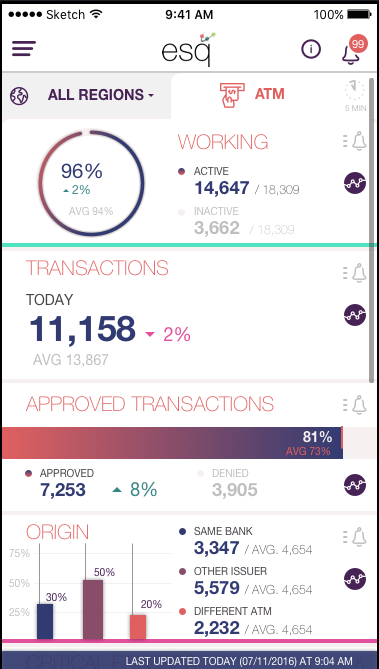 Sketch 9:41 AM 100%
esq 99
ALL REGIONS ATM 5 MIN
WORKING
96%
2%
AVG 94%
ACTIVE
14,647 / 18,309
INACTIVE
3,662 / 18,309
TRANSACTIONS
TODAY
11,158 2%
AVG 13,867
APPROVED TRANSACTIONS
81%
AVG 73%
APPROVED
7,253 8%
DENIED
3,905
ORIGIN
75%
50%
25%
30%
50%
20%
SAME BANK
3,347 / AVG. 4,654
OTHER ISSUER
5,579 / AVG. 4,654
DIFFERENT ATM
2,232 / AVG. 4,654
LAST UPDATED TODAY (07/11/2016) AT 9:04 AM